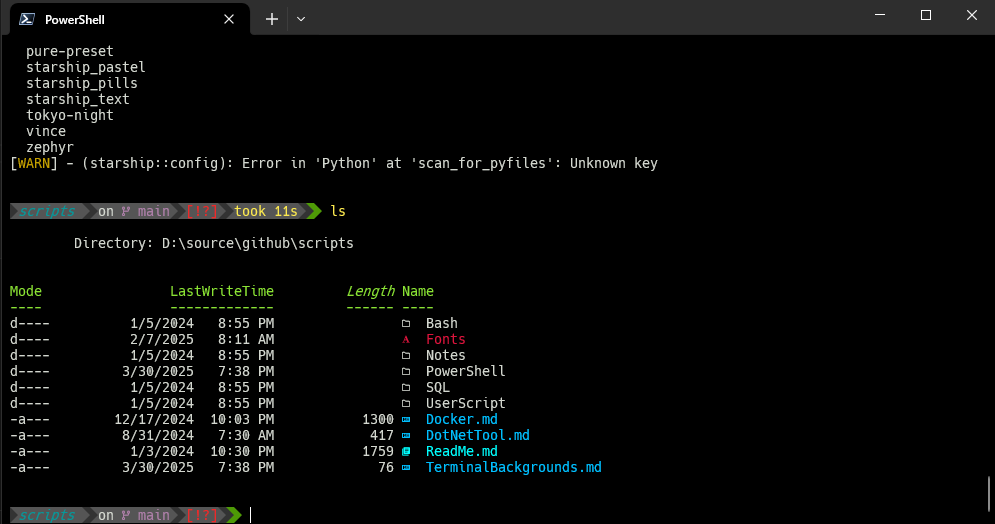 PowerShell
pure-preset
starship_pastel
starship_pills
starship_text
tokyo-night
vince
zephyr
[WARN] - (starship::config): Error in 'Python' at 'scan_for_pyfiles': Unknown key
scripts on main [!?] took 11s ls
Directory: D:\source\github\scripts
Mode LastWriteTime Length Name
---- ------------- ------ ----
d---- 1/5/2024 8:55 PM Bash
d---- 2/7/2025 8:11 AM Fonts
d---- 1/5/2024 8:55 PM Notes
d---- 3/30/2025 7:38 PM PowerShell
d---- 1/5/2024 8:55 PM SQL
d---- 1/5/2024 8:55 PM UserScript
-a--- 12/17/2024 10:03 PM 1300 Docker.md
-a--- 8/31/2024 7:30 AM 417 DotNetTool.md
-a--- 1/3/2024 10:30 PM 1759 ReadMe.md
-a--- 3/30/2025 7:38 PM 76 TerminalBackgrounds.md
scripts on main [!?]